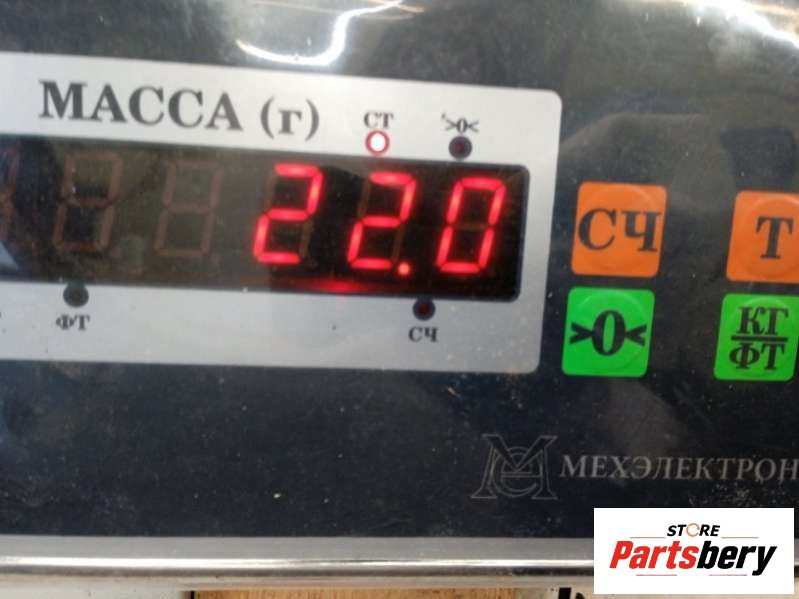 МАССА (г)
СТ
>0<
22.0
ФТ
СЧ
СЧ
Т
>0<
КГ
ФТ
МЕХЭЛЕКТРОН
STORE
Partsbery